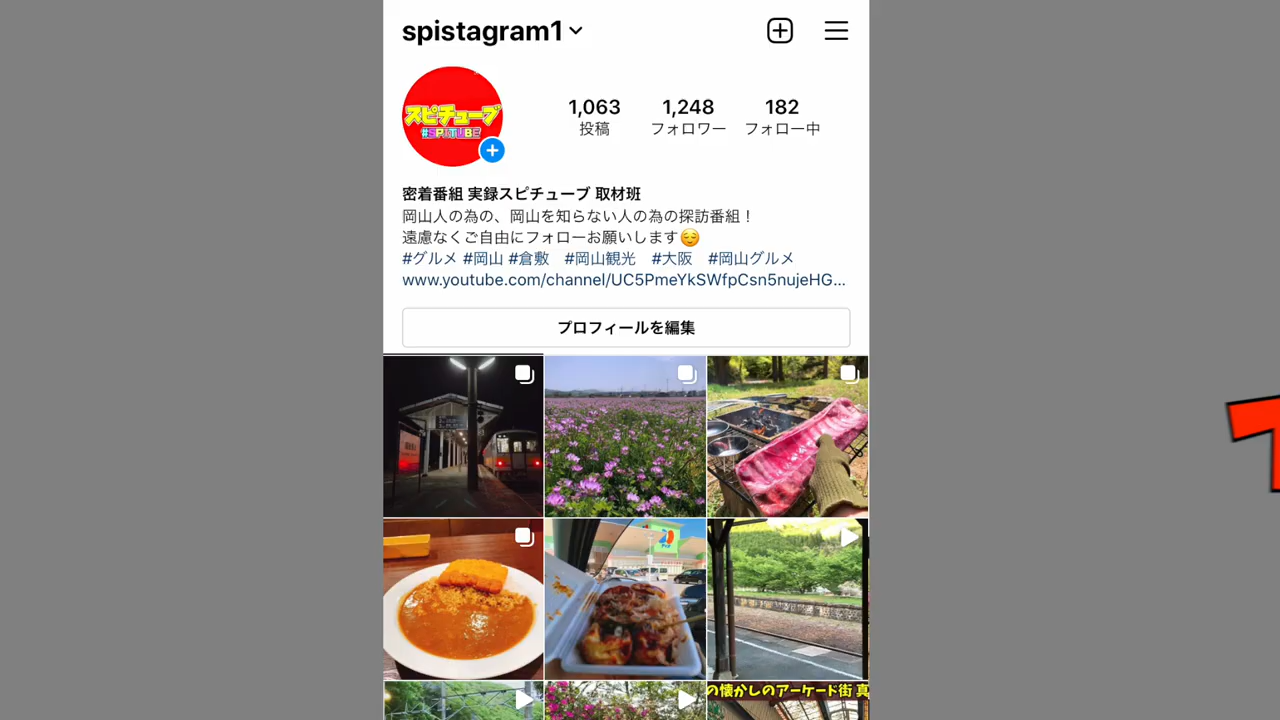 spistagram1
スピチューブ
#SPITUBE
1,063
投稿
1,248
フォロワー
182
フォロー中
密着番組 実録スピチューブ 取材班
岡山人の為の、岡山を知らない人の為の探訪番組！
遠慮なくご自由にフォローお願いします😌
#グルメ #岡山 #倉敷　#岡山観光　#大阪　#岡山グルメ
www.youtube.com/channel/UC5PmeYkSWfpCsn5nujeHG...
プロフィールを編集
の懐かしのアーケード街 真